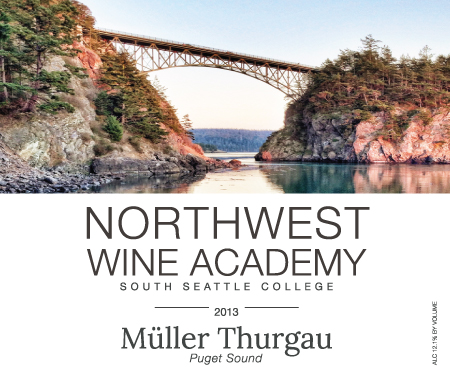 NORTHWEST
WINE ACADEMY
SOUTH SEATTLE COLLEGE
2013
Müller Thurgau
Puget Sound
ALC 12.1% BY VOLUME